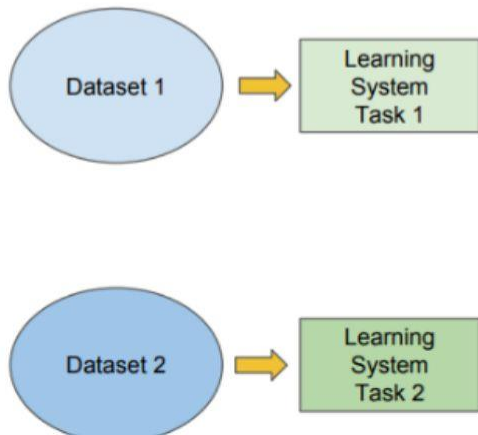 Dataset 1
Learning
System
Task 1
Dataset 2
Learning
System
Task 2